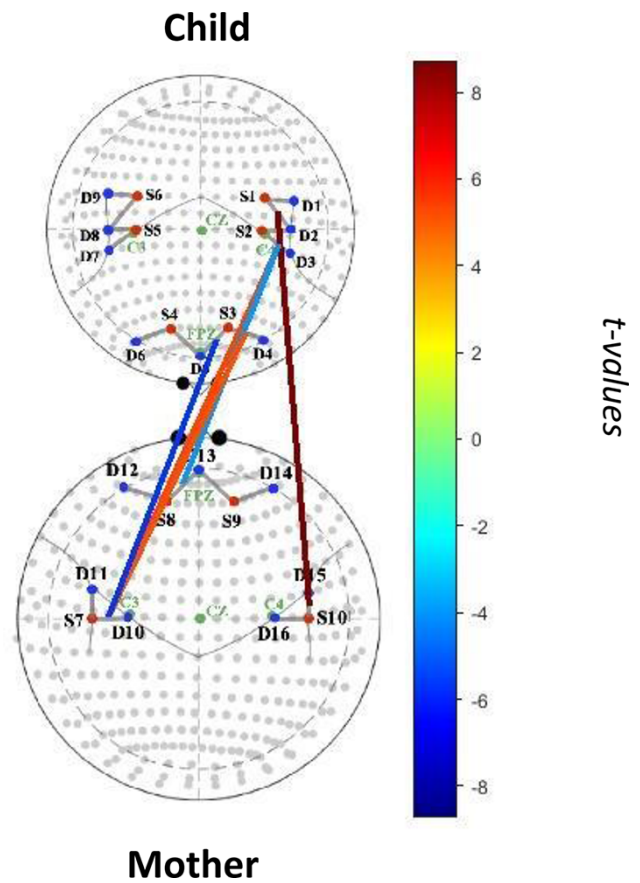 Child
8
D9 S6 S1 D1
6
D8 S5 CZ S2 D2
C3
D7 D3
4
S4 S3
FPZ
D6 D4
2
t-values
0
D12 D14
FPZ
-2
S8 S9
D11
-4
C3 CZ C4
S7 D10 D16 S10
-6
-8
Mother